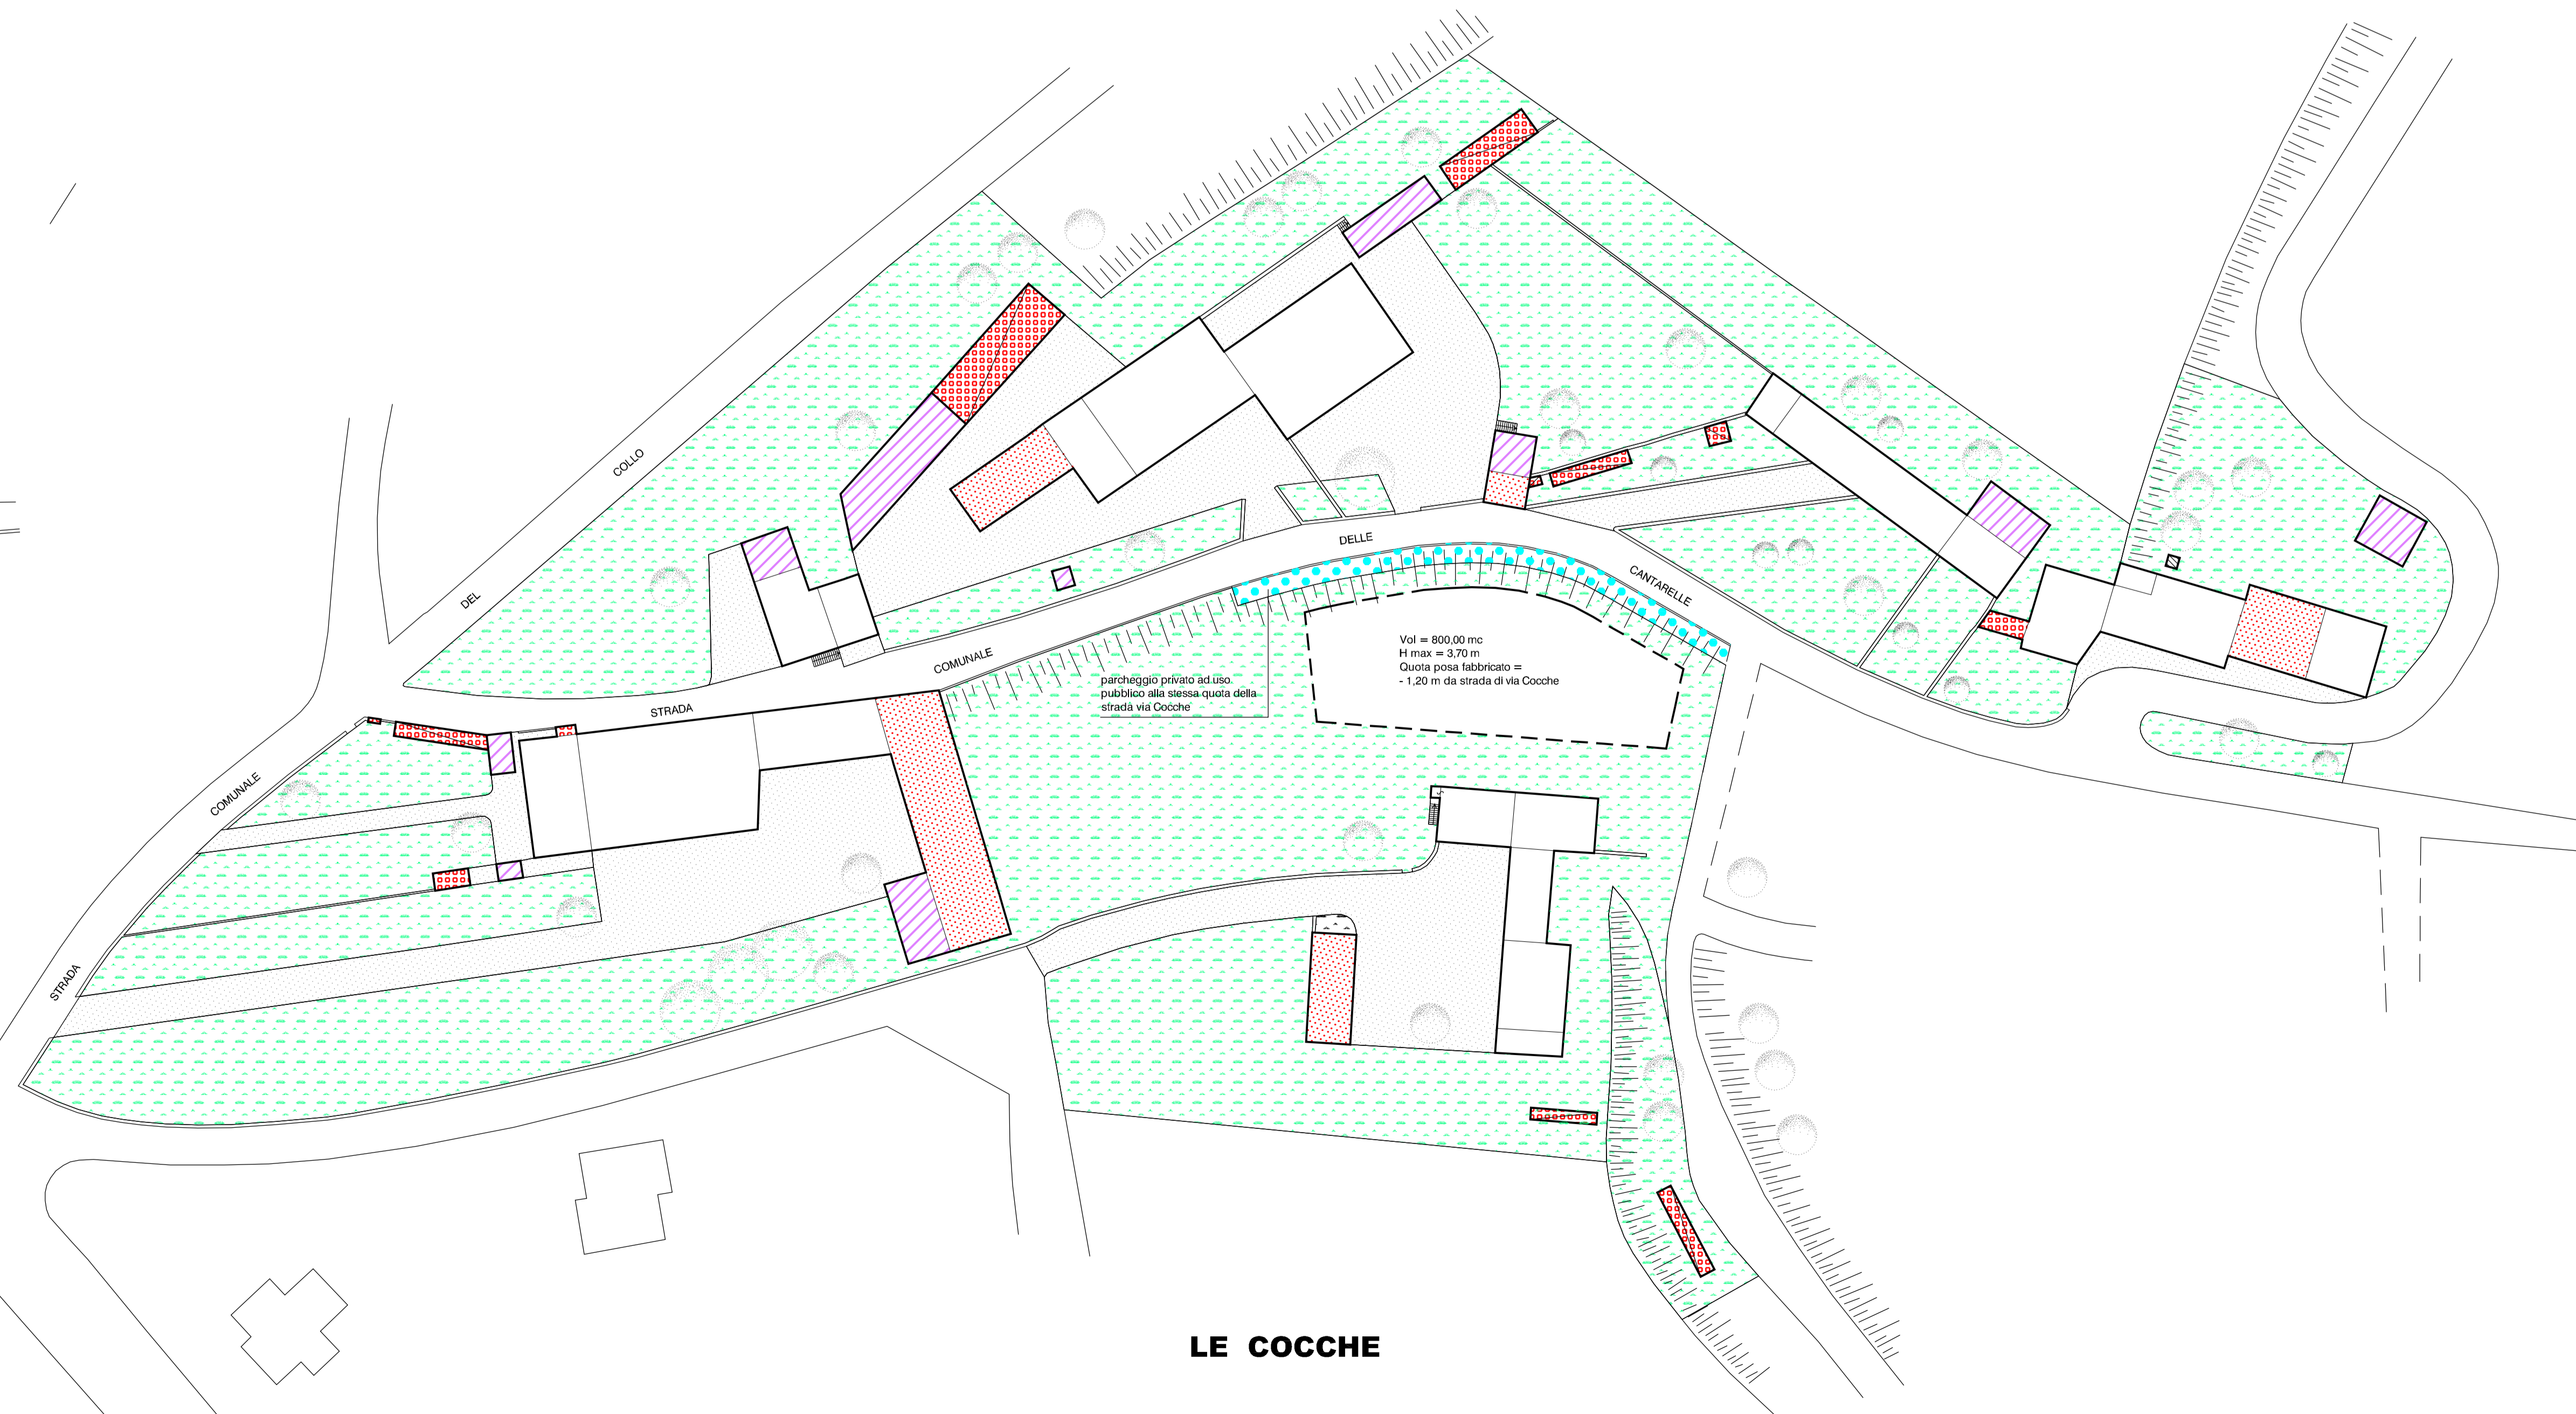 COLLO
DEL
COMUNALE
STRADA
STRADA
COMUNALE
DELLE
CANTARELLE
Vol = 800,00 mc
H max = 3,70 m
Quota posa fabbricato =
- 1,20 m da strada di via Cocche
parcheggio privato ad uso
pubblico alla stessa quota della
strada via Cocche
LE COCCHE